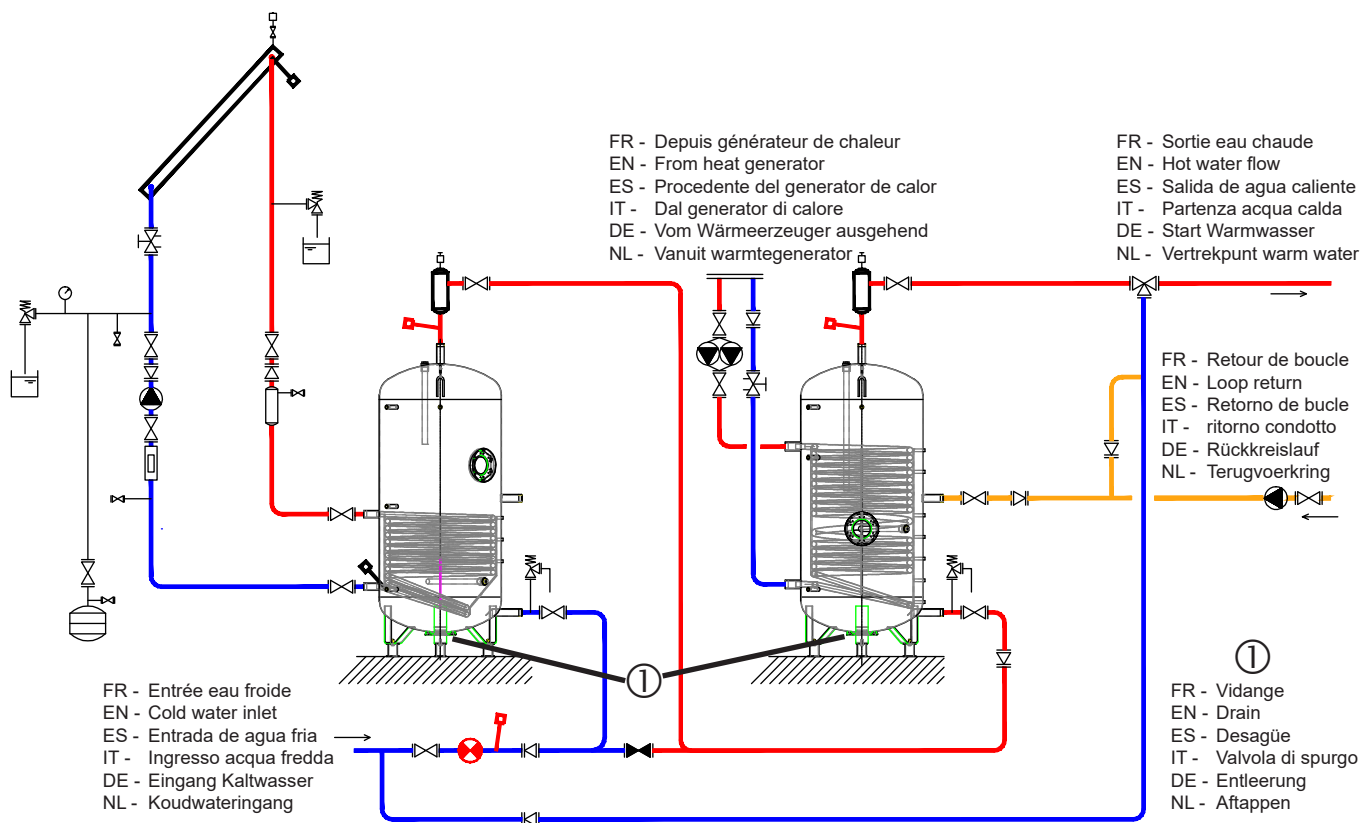 FR - Depuis générateur de chaleur
EN - From heat generator
ES - Procedente del generator de calor
IT - Dal generator di calore
DE - Vom Wärmeerzeuger ausgehend
NL - Vanuit warmtegenerator
FR - Sortie eau chaude
EN - Hot water flow
ES - Salida de agua caliente
IT - Partenza acqua calda
DE - Start Warmwasser
NL - Vertrekpunt warm water
FR - Retour de boucle
EN - Loop return
ES - Retorno de bucle
IT - ritorno condotto
DE - Rückkreislauf
NL - Terugvoerkring
①
FR - Entrée eau froide
EN - Cold water inlet
ES - Entrada de agua fria
IT - Ingresso acqua fredda
DE - Eingang Kaltwasser
NL - Koudwateringang
①
FR - Vidange
EN - Drain
ES - Desagüe
IT - Valvola di spurgo
DE - Entleerung
NL - Aftappen